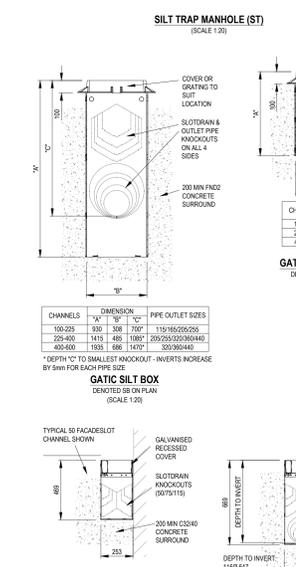 SILT TRAP MANHOLE (ST)
(SCALE 1:20)
COVER OR
GRATING TO
SUIT
LOCATION
100
"A"
"C"
SLOTDRAIN &
OUTLET PIPE
KNOCKOUTS
ON ALL 4
SIDES
200 MIN FND2
CONCRETE
SURROUND
"B"
100
"A"
CHANNELS DIMENSION PIPE OUTLET SIZES
"A" "B" "C"
100-225 930 308 700* 115/165/205/255
225-400 1415 485 1085* 205/255/320/360/440
400-600 1935 686 1470* 320/360/440
* DEPTH "C" TO SMALLEST KNOCKOUT - INVERTS INCREASE
BY 5mm FOR EACH PIPE SIZE
GATIC SILT BOX
DENOTED SB ON PLAN
(SCALE 1:20)
TYPICAL 50 FACADESLOT
CHANNEL SHOWN
GALVANISED
RECESSED
COVER
SLOTDRAIN
KNOCKOUTS
(50/75/115)
469
200 MIN C32/40
CONCRETE
SURROUND
253
669
DEPTH TO INVERT
DEPTH TO INVERT: